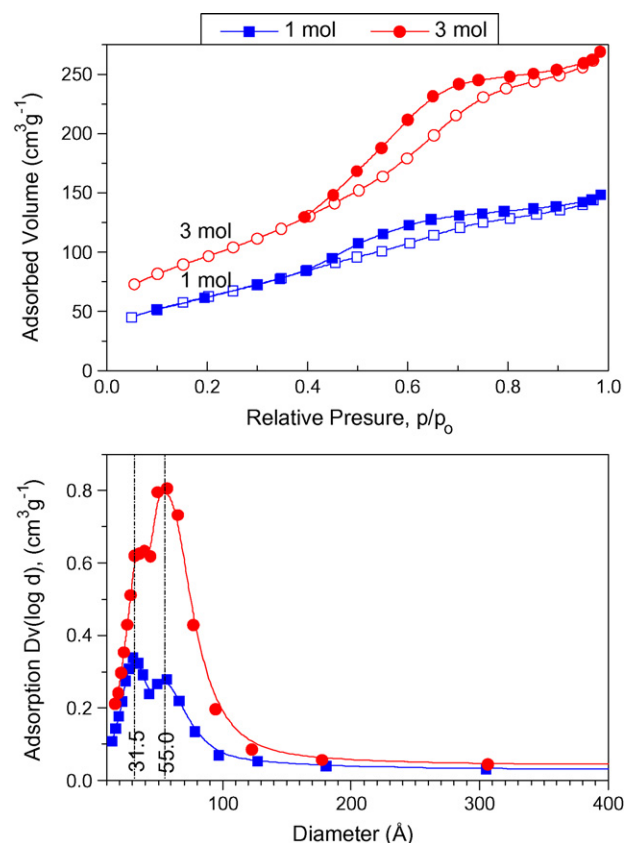 1 mol 3 mol
250
200
150
100
50
0
Adsorbed Volume (cm³g⁻¹)
3 mol
1 mol
0.0 0.2 0.4 0.6 0.8 1.0
Relative Presure, p/pₒ
0.8
0.6
0.4
0.2
0.0
Adsorption Dv(log d), (cm³g⁻¹)
31.5
55.0
100 200 300 400
Diameter (Å)